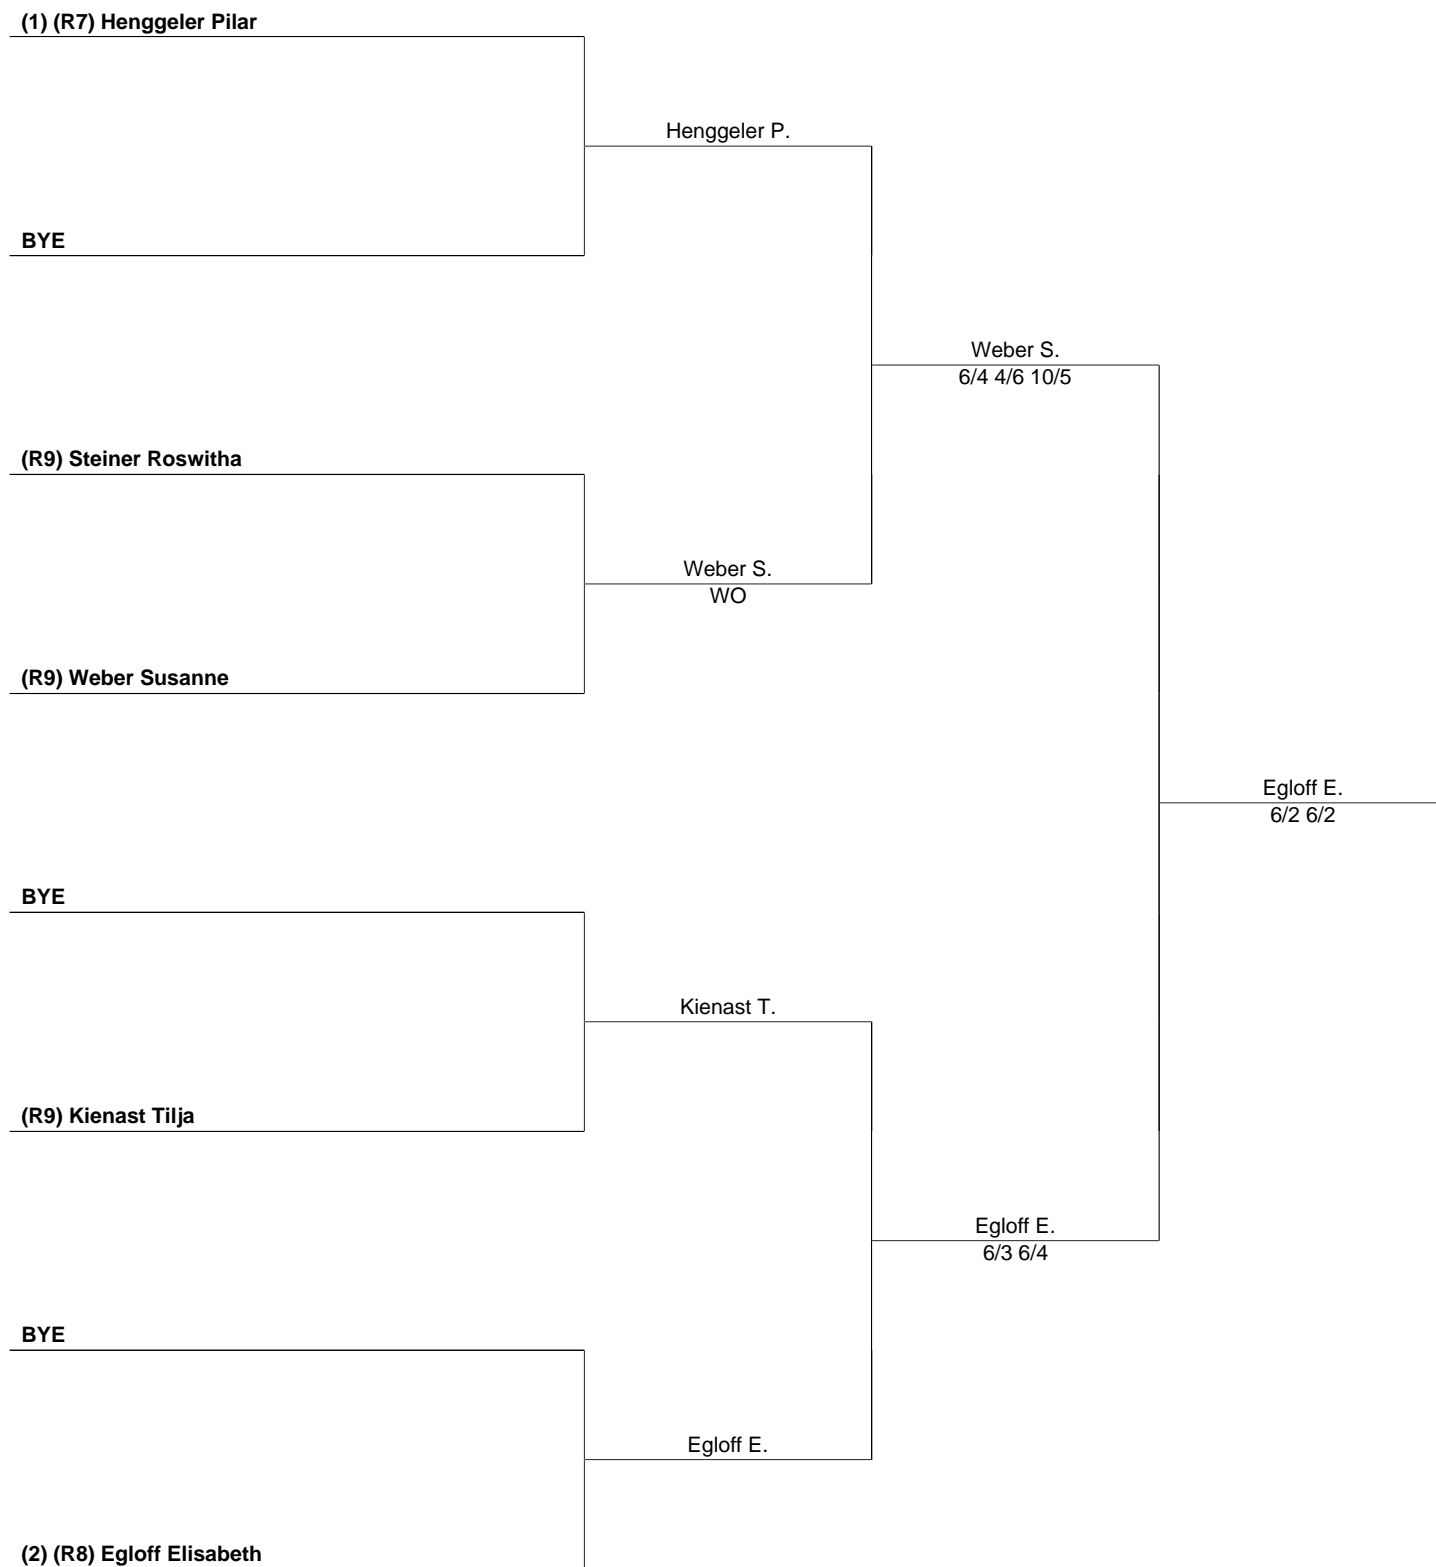 (1) (R7) Henggeler Pilar
Henggeler P.
BYE
Weber S.
6/4 4/6 10/5
(R9) Steiner Roswitha
Weber S.
WO
(R9) Weber Susanne
Egloff E.
6/2 6/2
BYE
Kienast T.
(R9) Kienast Tilja
Egloff E.
6/3 6/4
BYE
Egloff E.
(2) (R8) Egloff Elisabeth